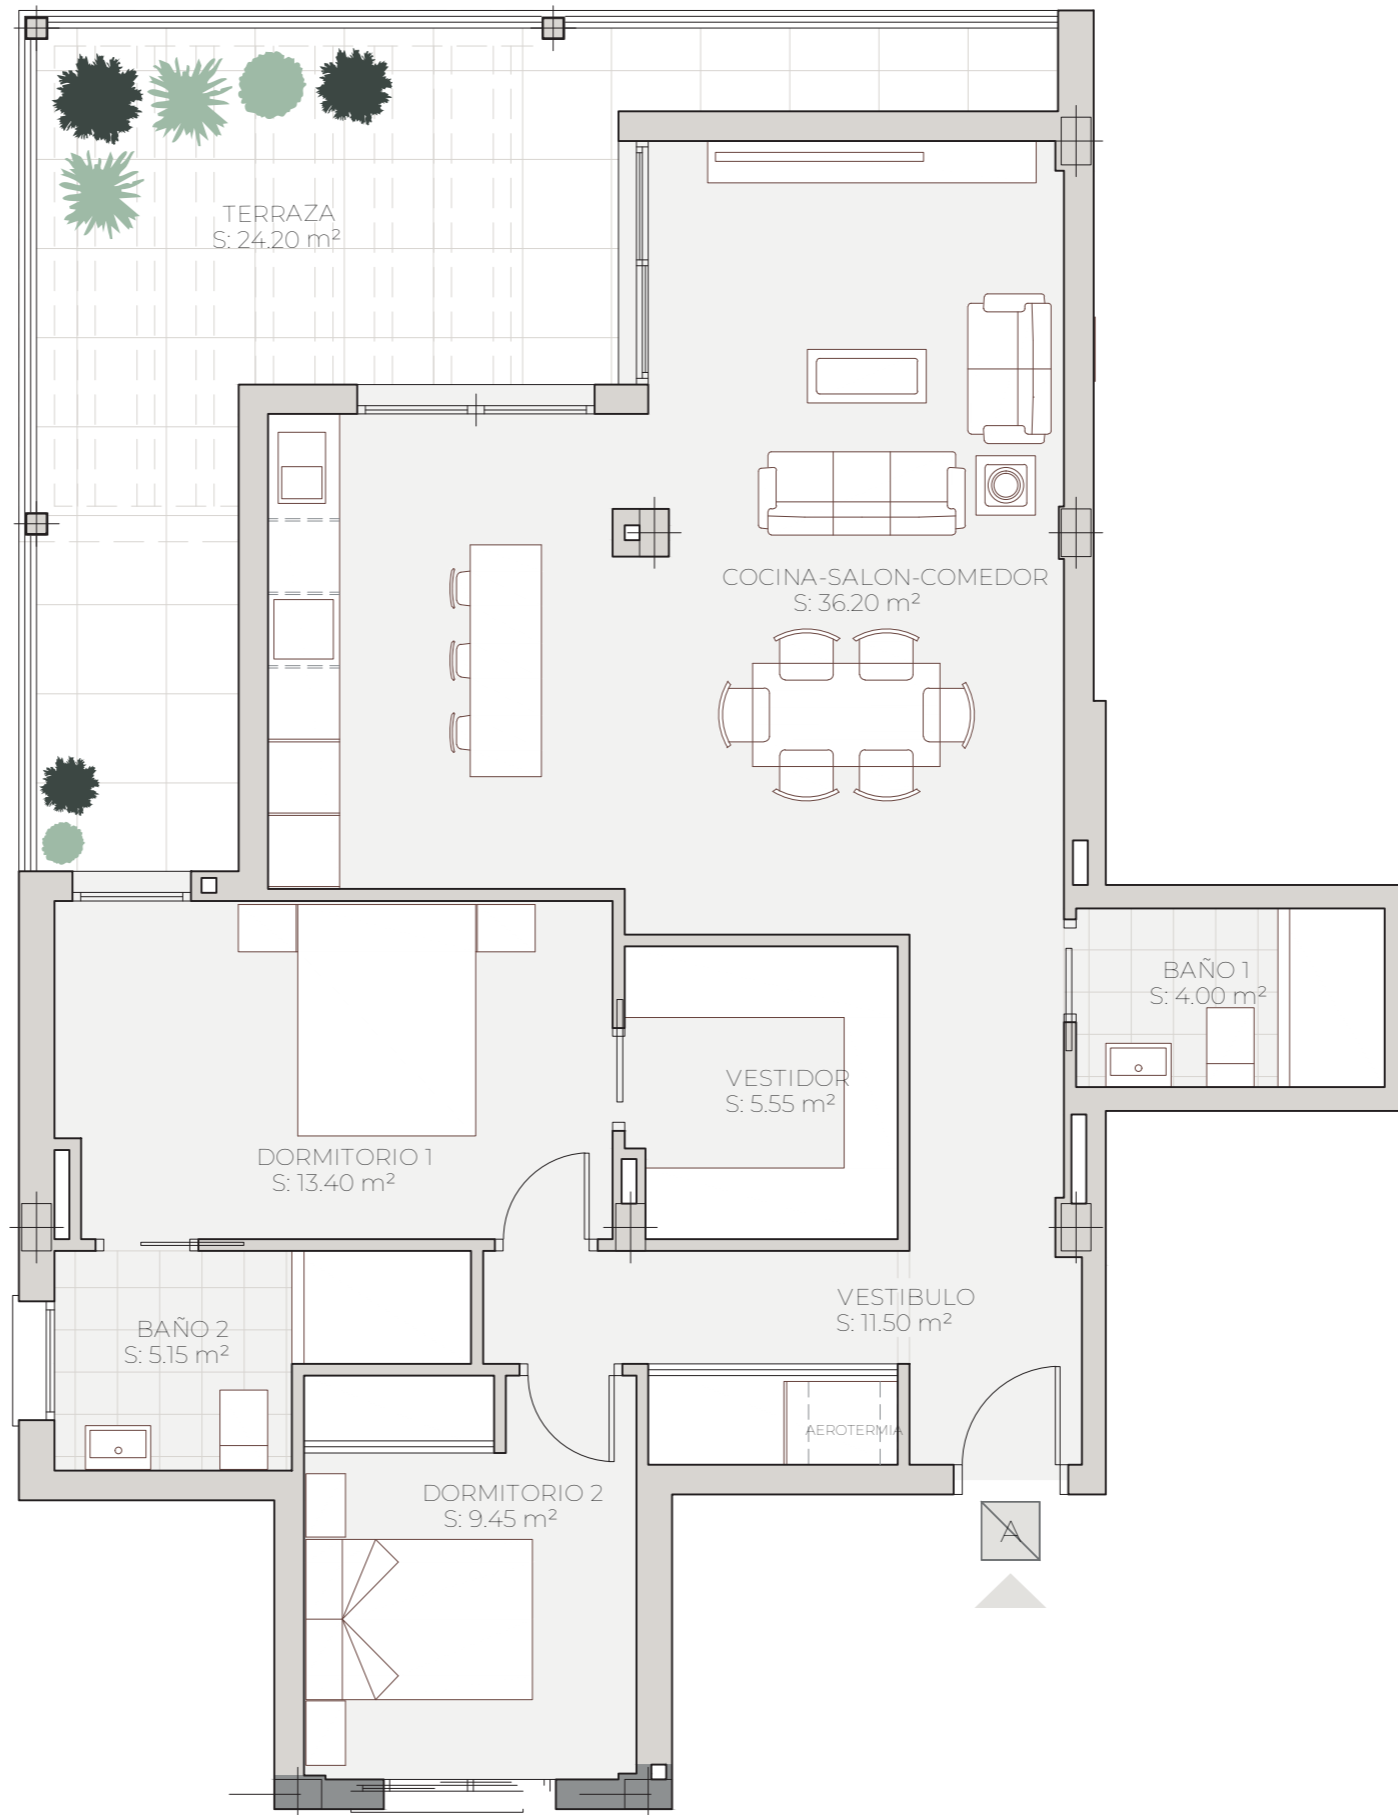 TERRAZA
S: 24.20 m²
COCINA-SALON-COMEDOR
S: 36.20 m²
BAÑO 1
S: 4.00 m²
VESTIDOR
S: 5.55 m²
DORMITORIO 1
S: 13.40 m²
VESTIBULO
S: 11.50 m²
BAÑO 2
S: 5.15 m²
AEROTERMIA
DORMITORIO 2
S: 9.45 m²
A